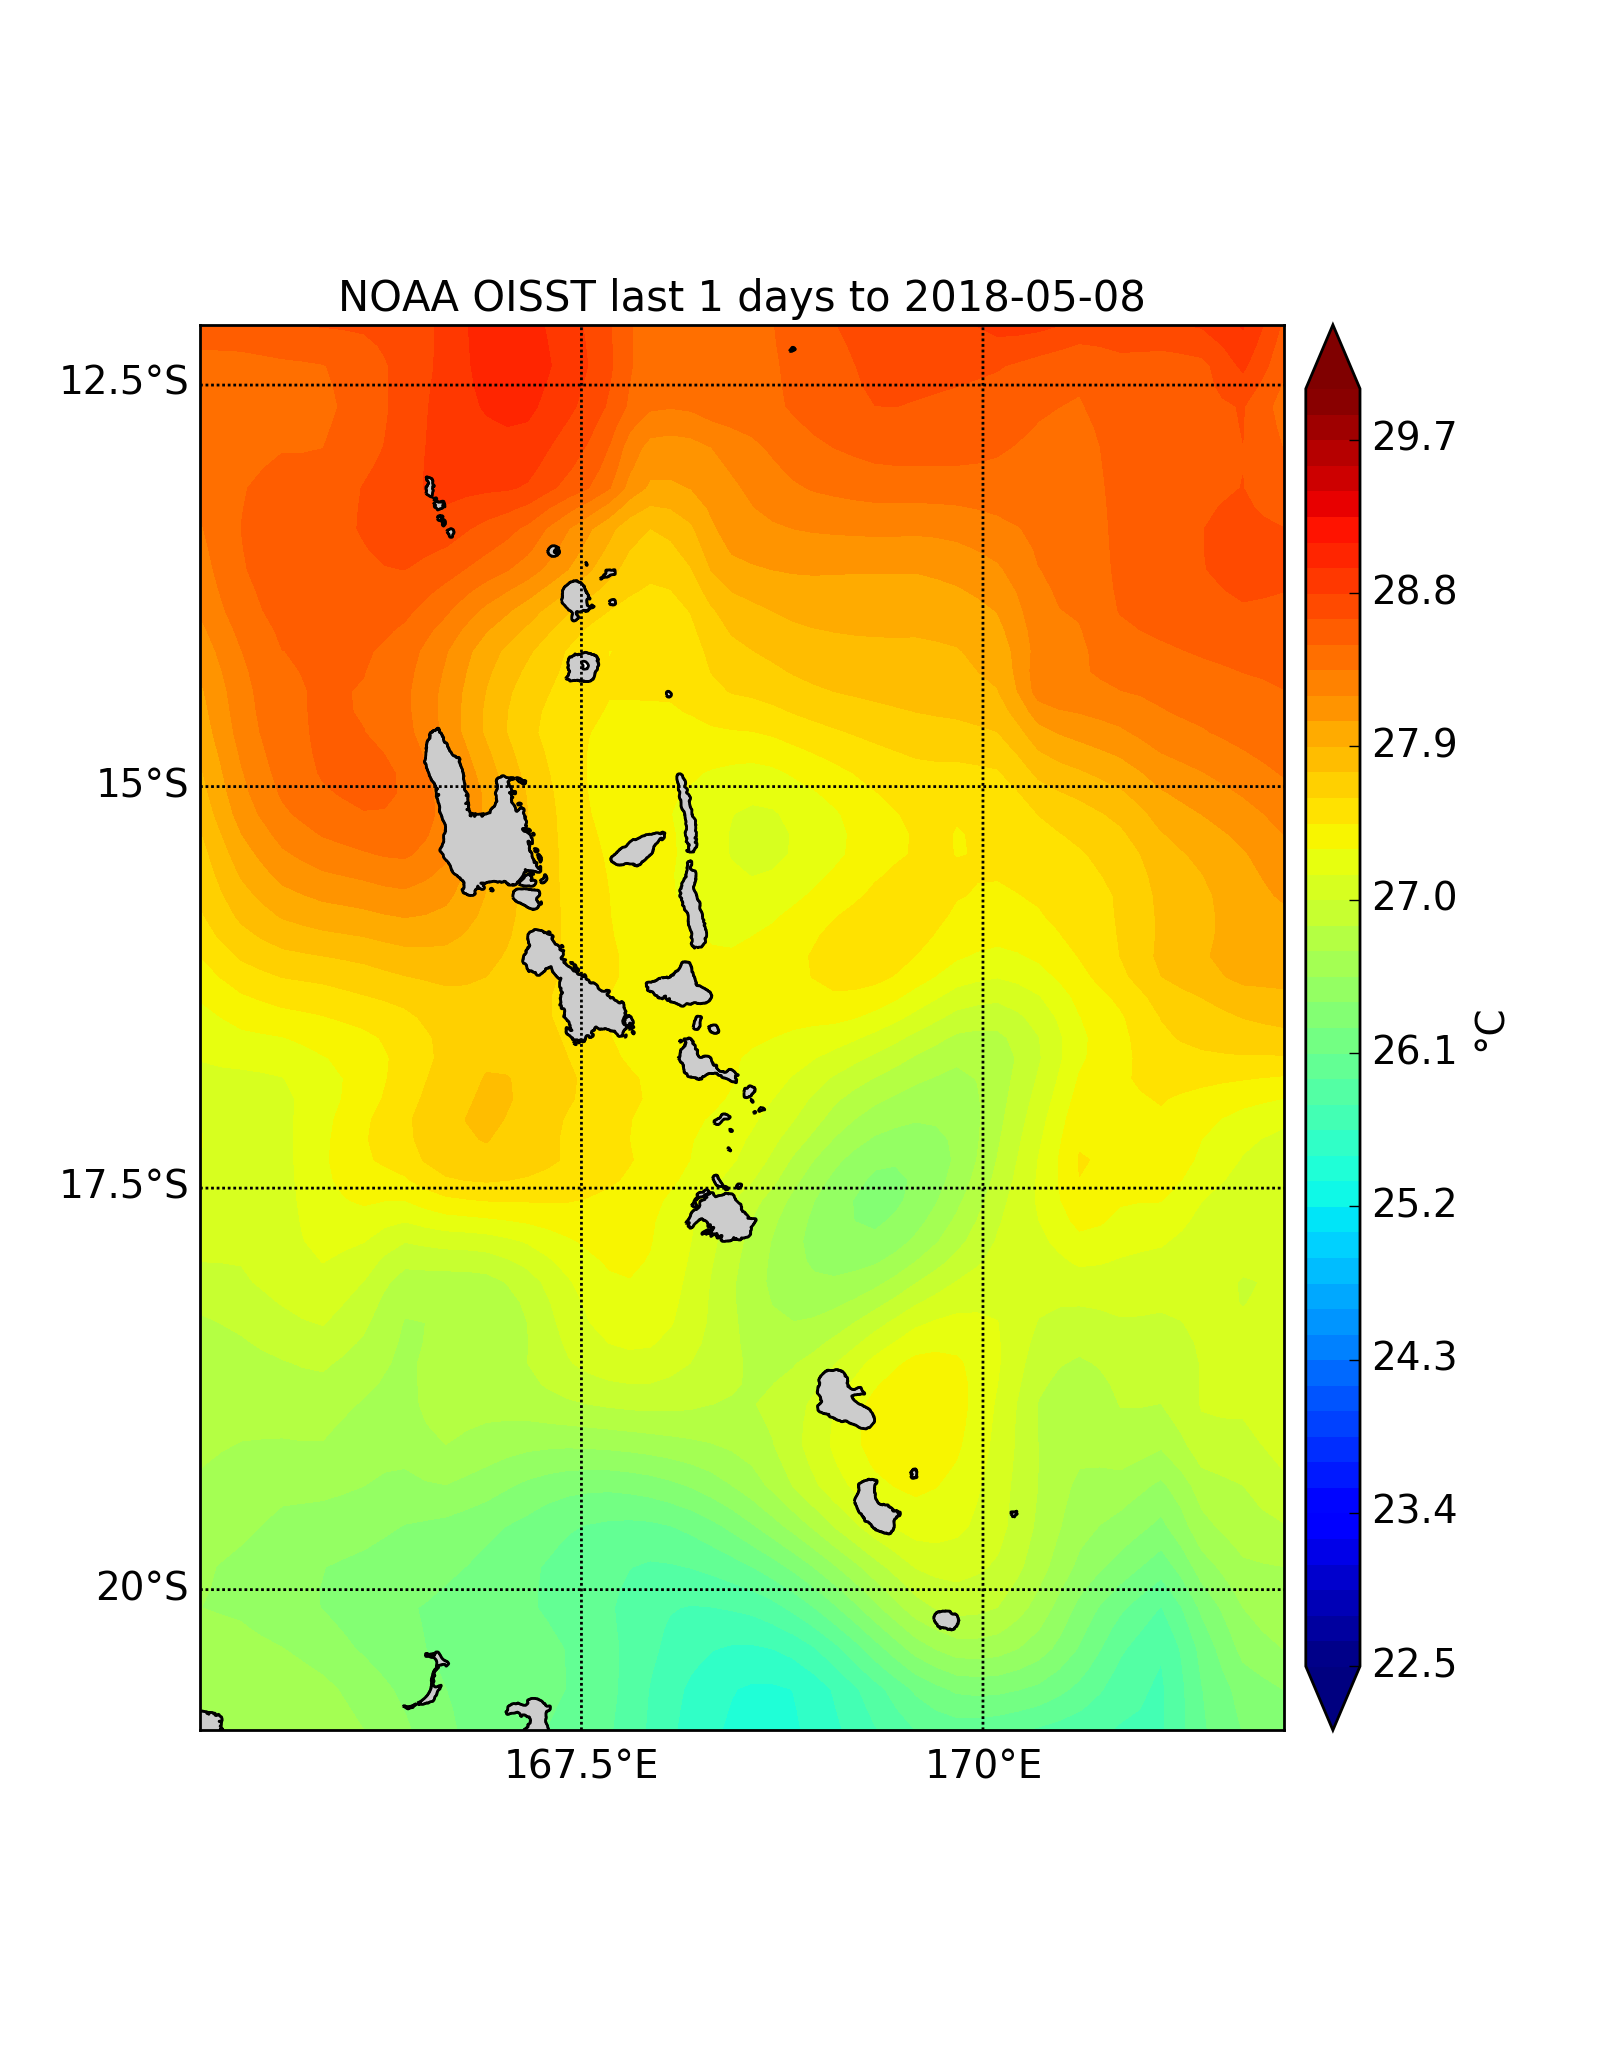 NOAA OISST last 1 days to 2018-05-08
12.5°S
15°S
17.5°S
20°S
167.5°E
170°E
29.7
28.8
27.9
27.0
26.1
25.2
24.3
23.4
22.5
°C